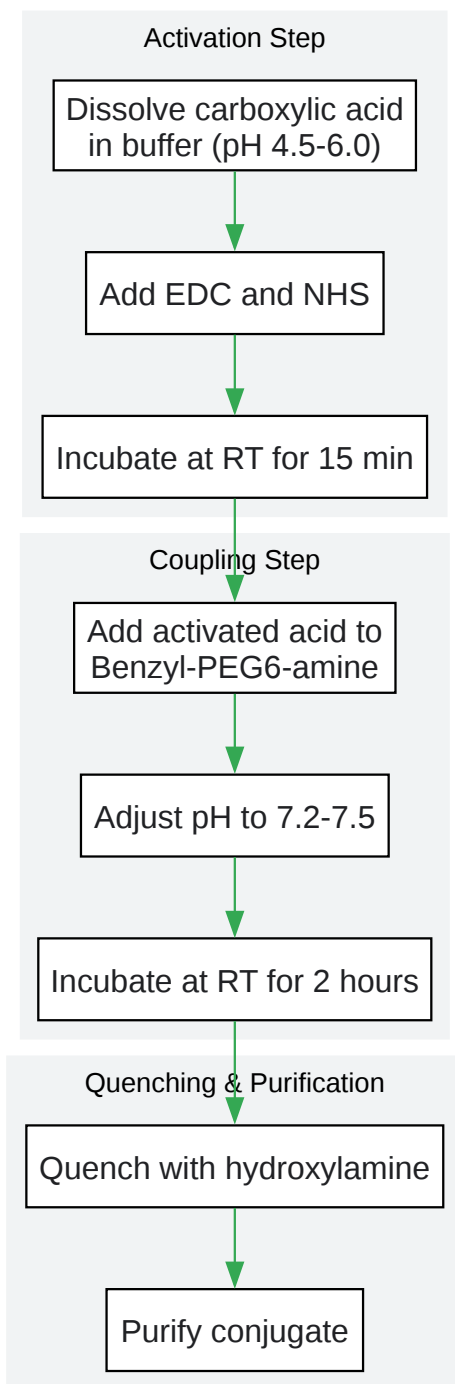 Activation Step
Dissolve carboxylic acid
in buffer (pH 4.5-6.0)
Add EDC and NHS
Incubate at RT for 15 min
Coupling Step
Add activated acid to
Benzyl-PEG6-amine
Adjust pH to 7.2-7.5
Incubate at RT for 2 hours
Quenching & Purification
Quench with hydroxylamine
Purify conjugate